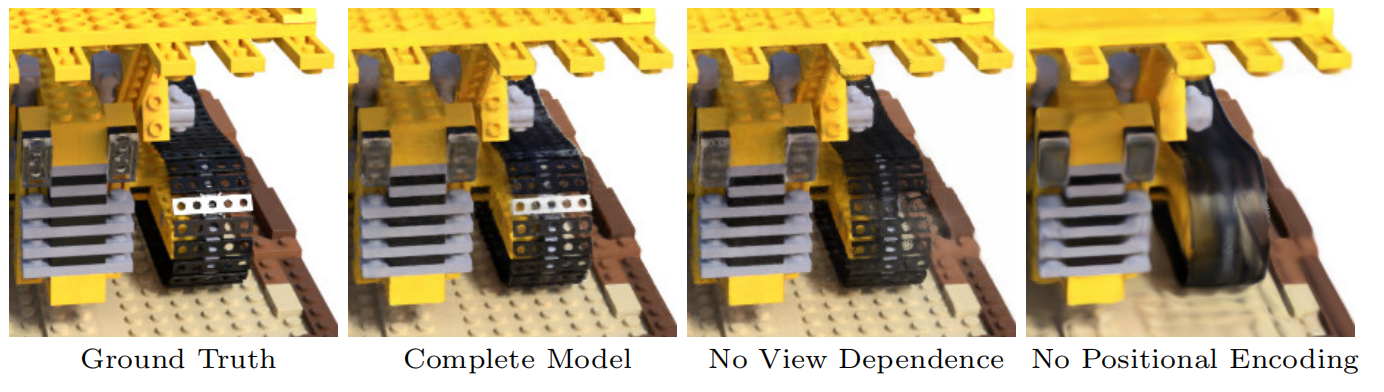 Ground Truth
Complete Model
No View Dependence
No Positional Encoding